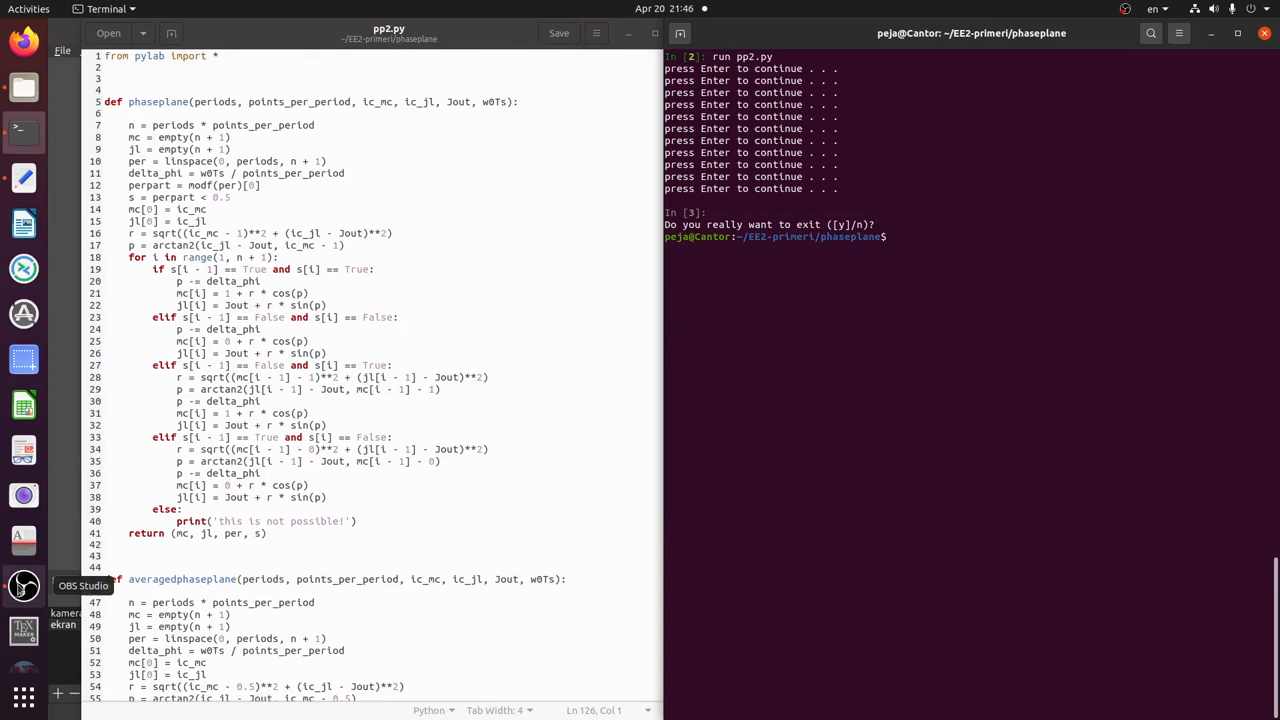 Activities
Terminal
Apr 20 21:46
en
File
Open
pp2.py
~/EE2-primeri/phaseplane
Save
1 from pylab import *
2
3
4
5 def phaseplane(periods, points_per_period, ic_mc, ic_jl, Jout, w0Ts):
6
7 n = periods * points_per_period
8 mc = empty(n + 1)
9 jl = empty(n + 1)
10 per = linspace(0, periods, n + 1)
11 delta_phi = w0Ts / points_per_period
12 perpart = modf(per)[0]
13 s = perpart < 0.5
14 mc[0] = ic_mc
15 jl[0] = ic_jl
16 r = sqrt((ic_mc - 1)**2 + (ic_jl - Jout)**2)
17 p = arctan2(ic_jl - Jout, ic_mc - 1)
18 for i in range(1, n + 1):
19 if s[i - 1] == True and s[i] == True:
20 p -= delta_phi
21 mc[i] = 1 + r * cos(p)
22 jl[i] = Jout + r * sin(p)
23 elif s[i - 1] == False and s[i] == False:
24 p -= delta_phi
25 mc[i] = 0 + r * cos(p)
26 jl[i] = Jout + r * sin(p)
27 elif s[i - 1] == False and s[i] == True:
28 r = sqrt((mc[i - 1] - 1)**2 + (jl[i - 1] - Jout)**2)
29 p = arctan2(jl[i - 1] - Jout, mc[i - 1] - 1)
30 p -= delta_phi
31 mc[i] = 1 + r * cos(p)
32 jl[i] = Jout + r * sin(p)
33 elif s[i - 1] == True and s[i] == False:
34 r = sqrt((mc[i - 1] - 0)**2 + (jl[i - 1] - Jout)**2)
35 p = arctan2(jl[i - 1] - Jout, mc[i - 1] - 0)
36 p -= delta_phi
37 mc[i] = 0 + r * cos(p)
38 jl[i] = Jout + r * sin(p)
39 else:
40 print('this is not possible!')
41 return (mc, jl, per, s)
42
43
44
ef averagedphaseplane(periods, points_per_period, ic_mc, ic_jl, Jout, w0Ts):
OBS Studio
47 n = periods * points_per_period
48 mc = empty(n + 1)
49 jl = empty(n + 1)
50 per = linspace(0, periods, n + 1)
51 delta_phi = w0Ts / points_per_period
52 mc[0] = ic_mc
53 jl[0] = ic_jl
54 r = sqrt((ic_mc - 0.5)**2 + (ic_jl - Jout)**2)
55 p = arctan2(ic_jl - Jout, ic_mc - 0.5)
kamera
ekran
TEX
MAKER
Python
Tab Width: 4
Ln 126, Col 1
peja@Cantor: ~/EE2-primeri/phaseplane
In [2]: run pp2.py
press Enter to continue . . .
press Enter to continue . . .
press Enter to continue . . .
press Enter to continue . . .
press Enter to continue . . .
press Enter to continue . . .
press Enter to continue . . .
press Enter to continue . . .
press Enter to continue . . .
press Enter to continue . . .
press Enter to continue . . .
In [3]:
Do you really want to exit ([y]/n)?
peja@Cantor:~/EE2-primeri/phaseplane$